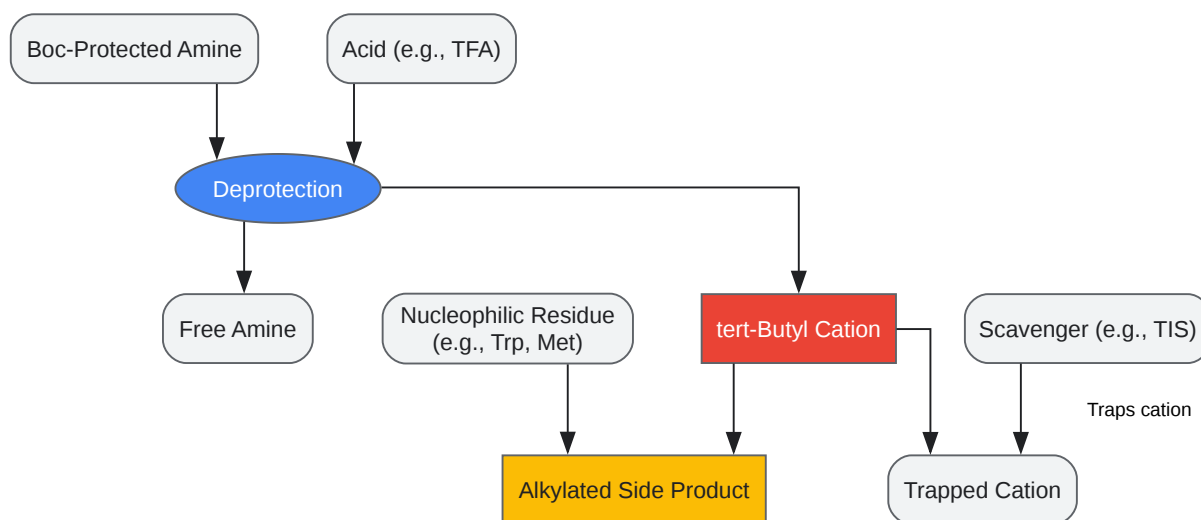 Boc-Protected Amine
Acid (e.g., TFA)
Deprotection
Free Amine
Nucleophilic Residue
(e.g., Trp, Met)
tert-Butyl Cation
Scavenger (e.g., TIS)
Traps cation
Alkylated Side Product
Trapped Cation